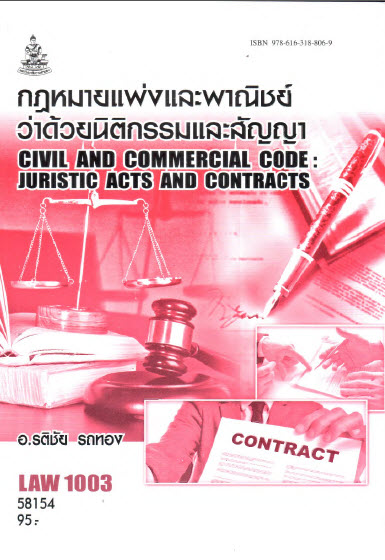 ISBN 978-616-318-806-9
กฎหมายแพ่งและพาณิชย์
ว่าด้วยนิติกรรมและสัญญา
CIVIL AND COMMERCIAL CODE:
JURISTIC ACTS AND CONTRACTS
CONTRACT
อ.รติชัย รถทอง
LAW 1003
58154
95.-